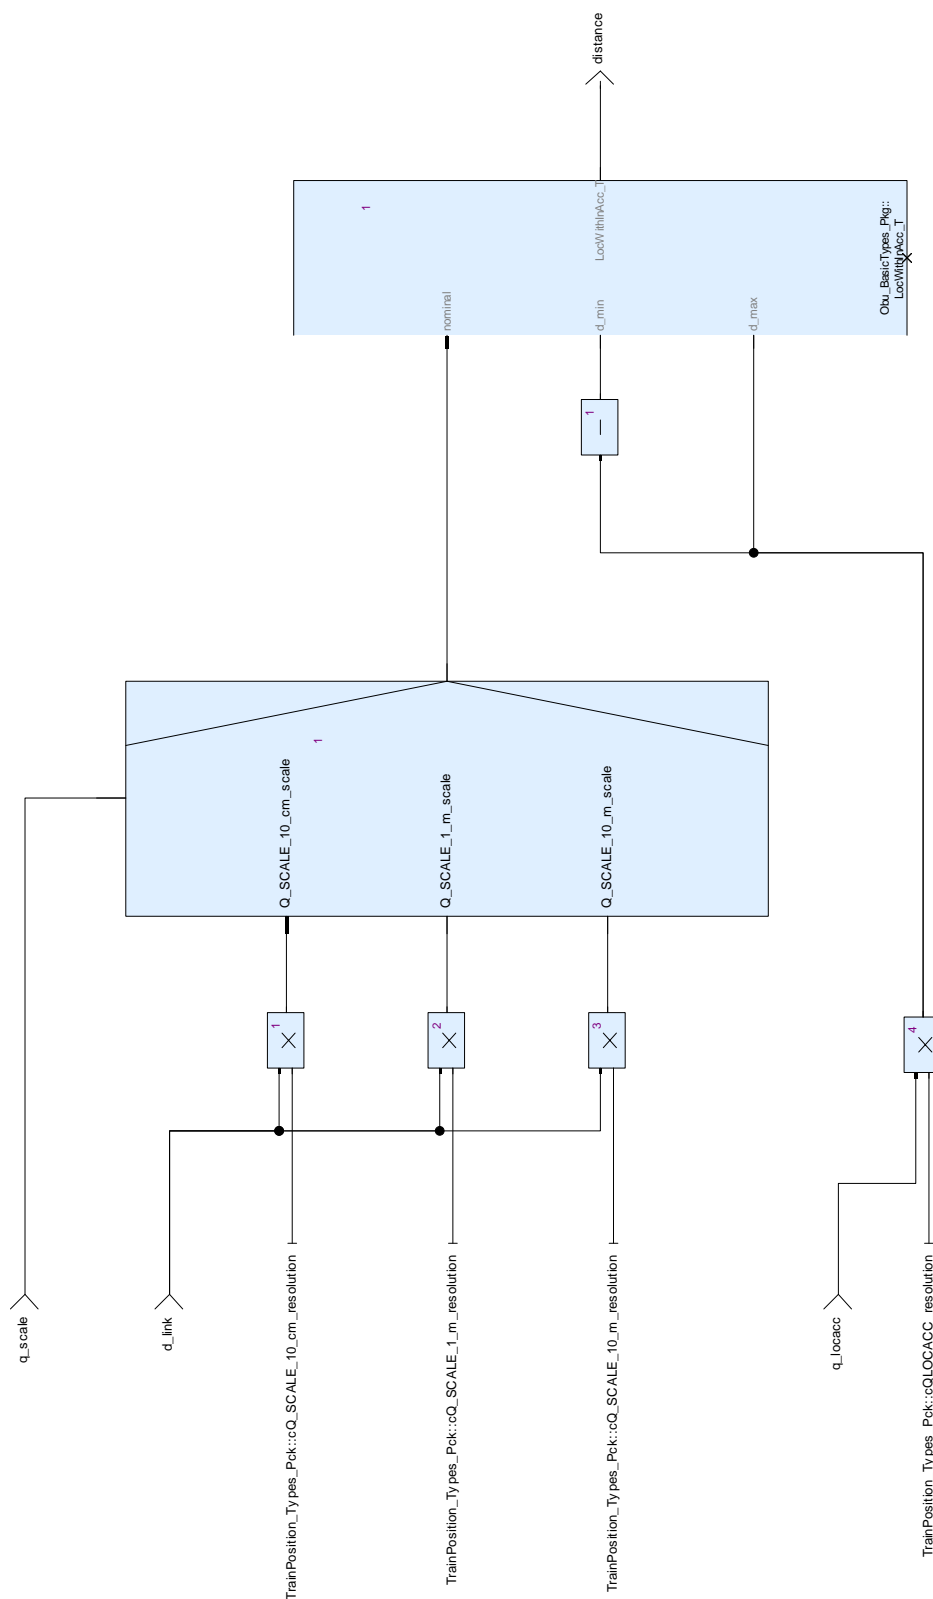 distance
1
LocWithInAcc_T
Obu_BasicTypes_Pkg::
LocWithInAcc_T
nominal
d_min
d_max
1
1
Q_SCALE_10_cm_scale
Q_SCALE_1_m_scale
Q_SCALE_10_m_scale
1
2
3
4
q_scale
d_link
TrainPosition_Types_Pck::cQ_SCALE_10_cm_resolution
TrainPosition_Types_Pck::cQ_SCALE_1_m_resolution
TrainPosition_Types_Pck::cQ_SCALE_10_m_resolution
q_locacc
TrainPosition_Types_Pck::cQLOCACC_resolution